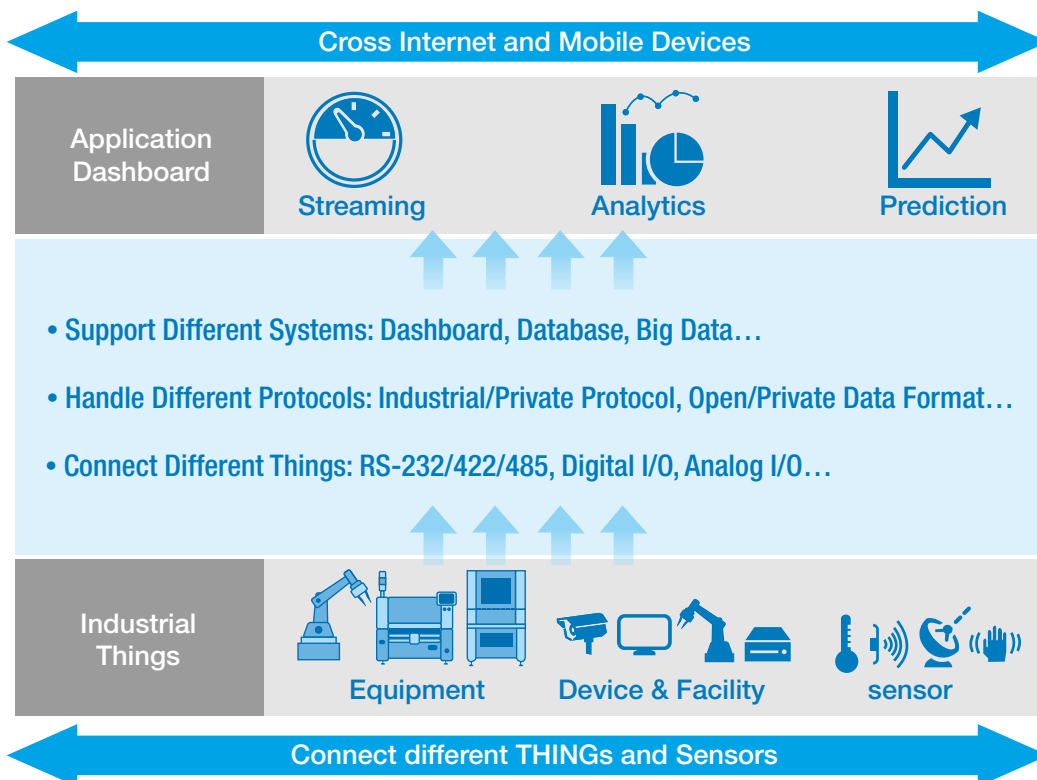 Cross Internet and Mobile Devices
Application
Dashboard
Streaming
Analytics
Prediction
• Support Different Systems: Dashboard, Database, Big Data…
• Handle Different Protocols: Industrial/Private Protocol, Open/Private Data Format…
• Connect Different Things: RS-232/422/485, Digital I/O, Analog I/O…
Industrial
Things
Equipment
Device & Facility
sensor
Connect different THINGs and Sensors